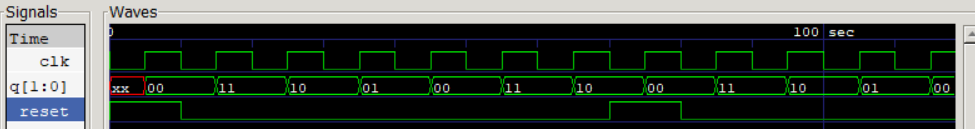 Signals Waves
Time 0 100 sec
clk
q[1:0] xx 00 11 10 01 00 11 10 00 11 10 01 00
reset